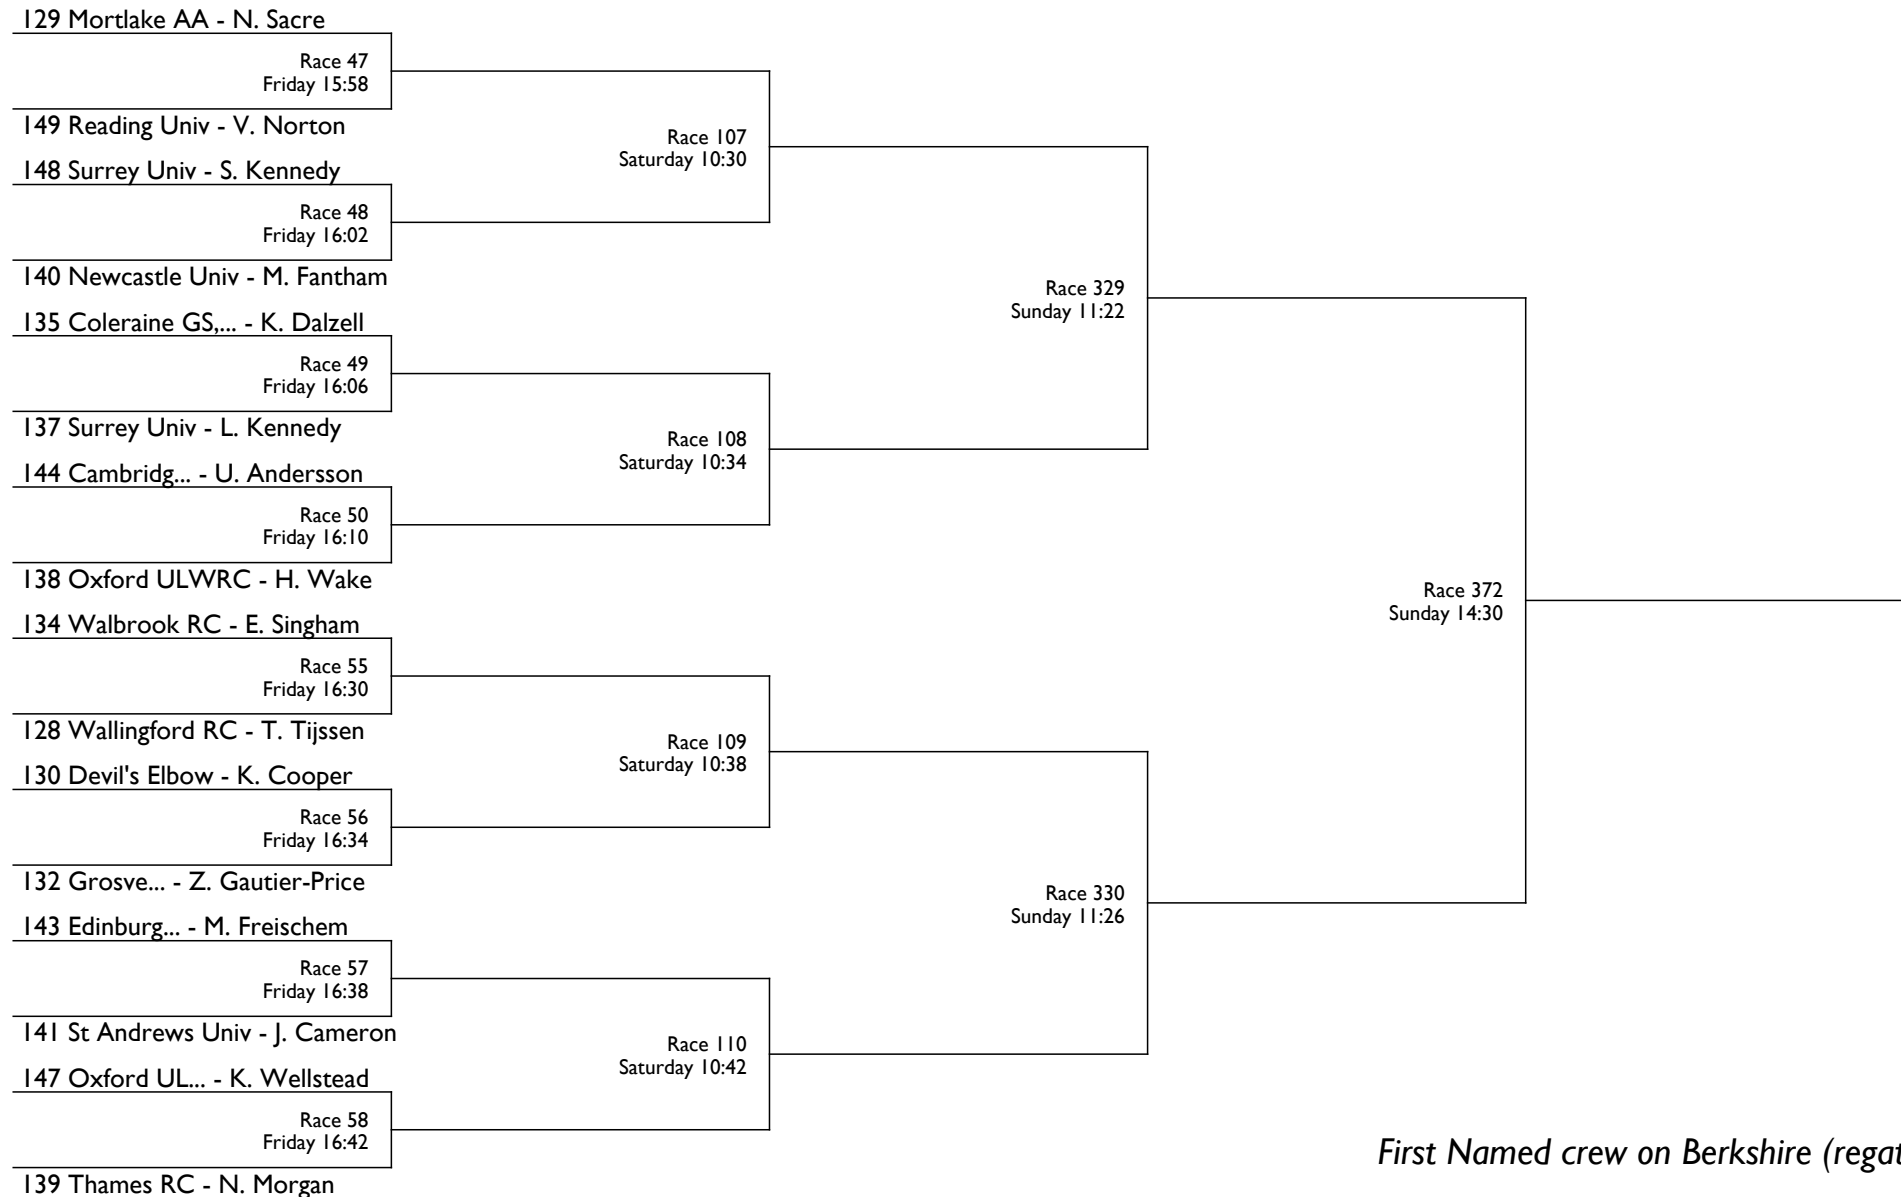 129 Mortlake AA - N. Sacre
Race 47
Friday 15:58
149 Reading Univ - V. Norton
Race 107
Saturday 10:30
148 Surrey Univ - S. Kennedy
Race 48
Friday 16:02
140 Newcastle Univ - M. Fantham
Race 329
Sunday 11:22
135 Coleraine GS,... - K. Dalzell
Race 49
Friday 16:06
137 Surrey Univ - L. Kennedy
Race 108
Saturday 10:34
144 Cambridg... - U. Andersson
Race 50
Friday 16:10
138 Oxford ULWRC - H. Wake
Race 372
Sunday 14:30
134 Walbrook RC - E. Singham
Race 55
Friday 16:30
128 Wallingford RC - T. Tijssen
Race 109
Saturday 10:38
130 Devil's Elbow - K. Cooper
Race 56
Friday 16:34
132 Grosve... - Z. Gautier-Price
Race 330
Sunday 11:26
143 Edinburg... - M. Freischem
Race 57
Friday 16:38
141 St Andrews Univ - J. Cameron
Race 110
Saturday 10:42
147 Oxford UL... - K. Wellstead
Race 58
Friday 16:42
139 Thames RC - N. Morgan
First Named crew on Berkshire (regat